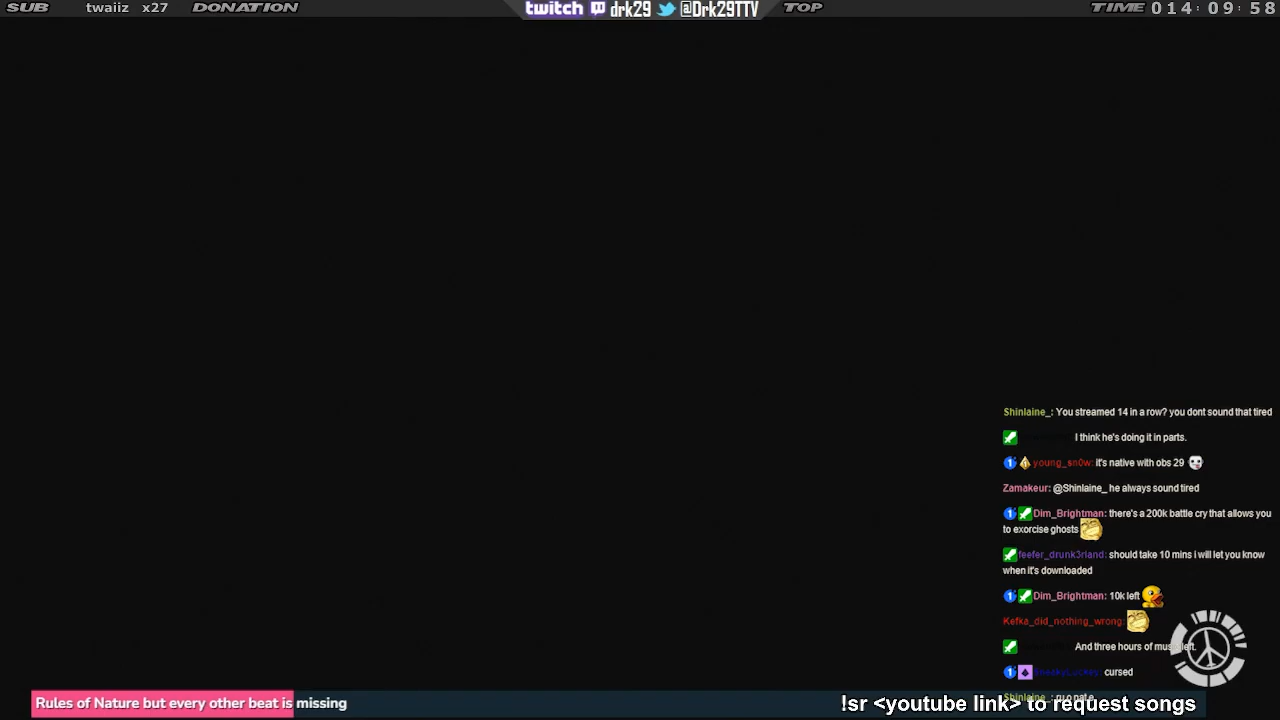 SUB twaiiz x27 DONATION twitch drk29 @Drk29TTV TOP TIME 014:09:58
Shinlaine_: You streamed 14 in a row? you dont sound that tired
I think he's doing it in parts.
young_sn0w: it's native with obs 29
Zamakeur: @Shinlaine_ he always sound tired
Dim_Brightman: there's a 200k battle cry that allows you
to exorcise ghosts
feefer_drunk3rland: should take 10 mins i will let you know
when it's downloaded
Dim_Brightman: 10k left
Kefka_did_nothing_wrong:
And three hours of music left.
cursed
Shinlaine_:
Rules of Nature but every other beat is missing
!sr <youtube link> to request songs